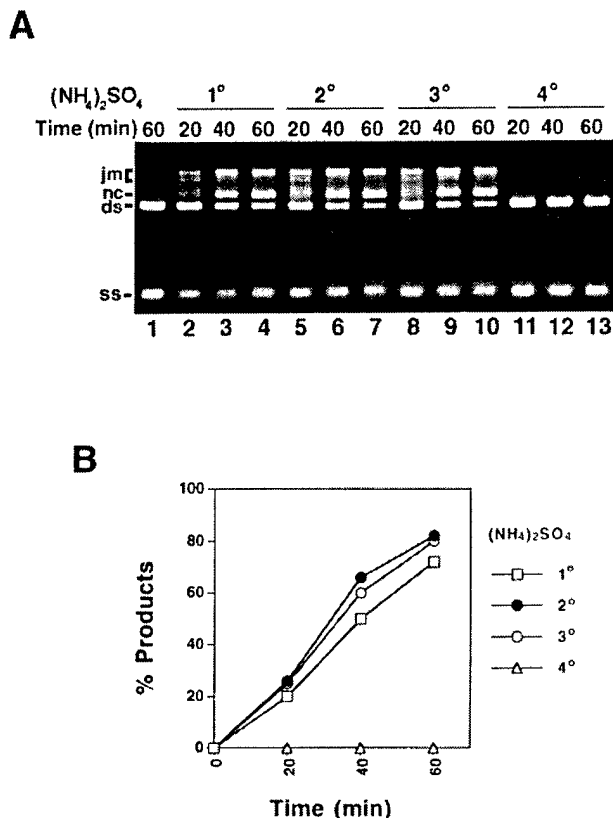 A
(NH₄)₂SO₄ 1° 2° 3° 4°
Time (min) 60 20 40 60 20 40 60 20 40 60 20 40 60
jm
nc
ds
ss
1 2 3 4 5 6 7 8 9 10 11 12 13
B
% Products
100
80
60
40
20
0
0 20 40 60
Time (min)
(NH₄)₂SO₄
1°
2°
3°
4°